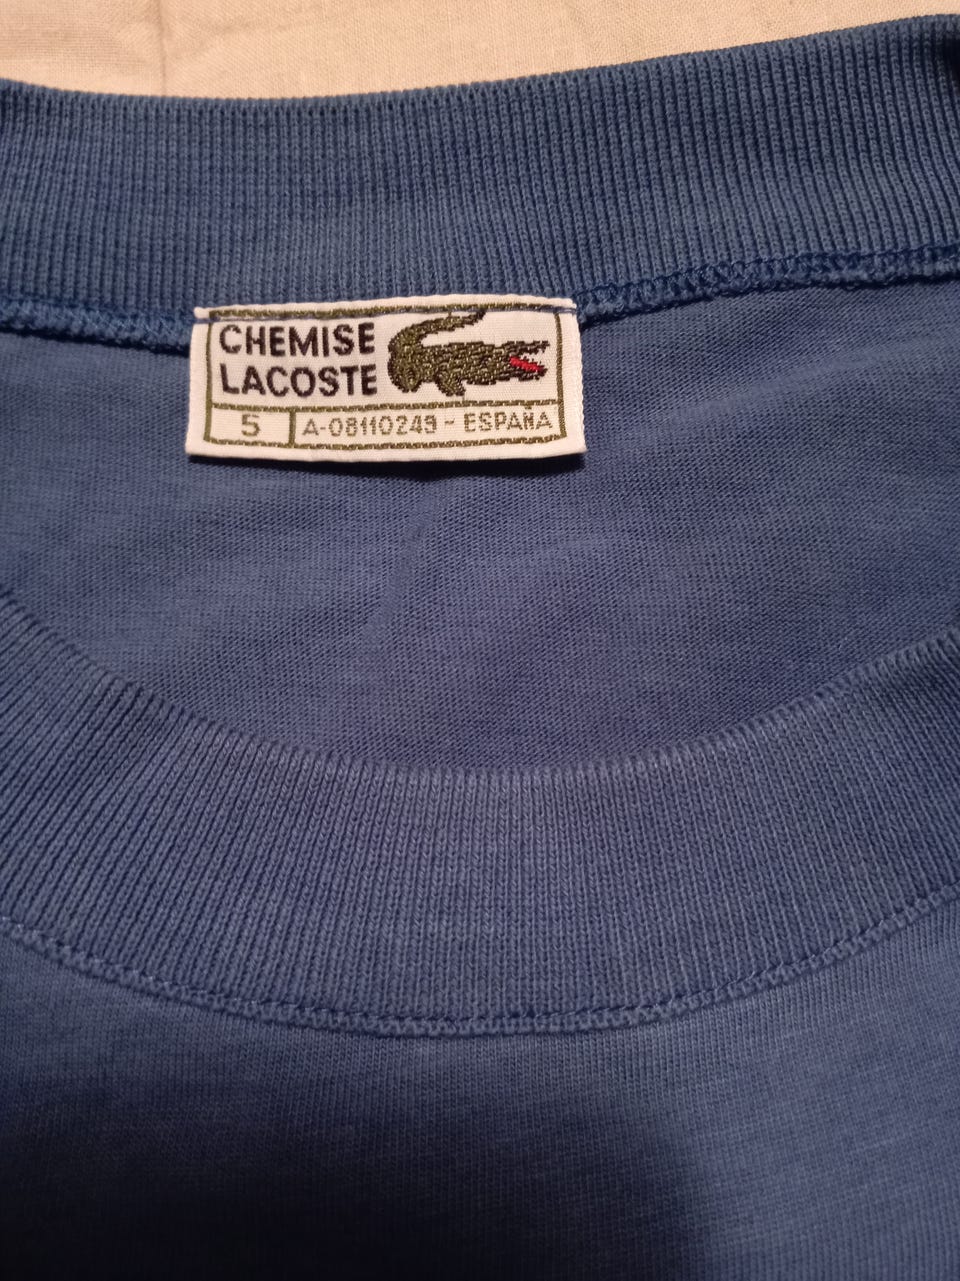 CHEMISE
LACOSTE
5 A-08110249 - ESPAÑA